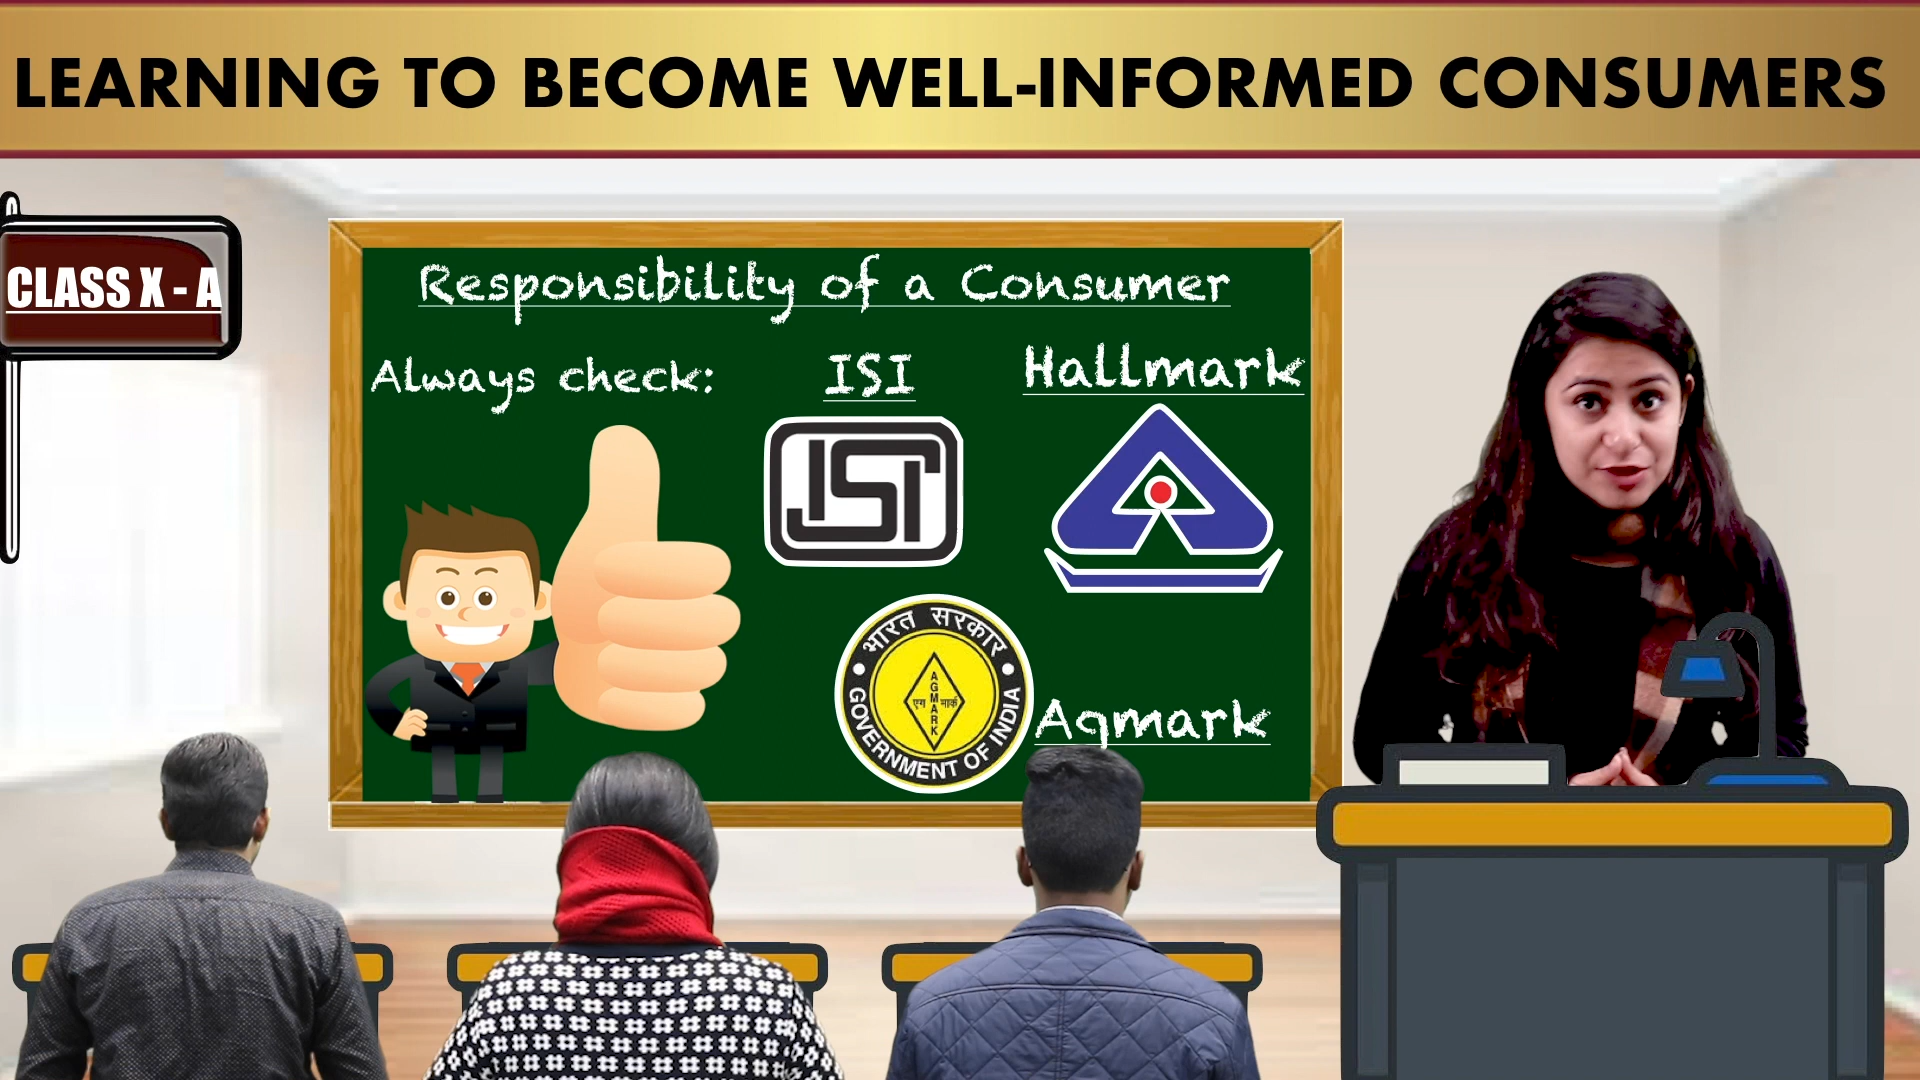 LEARNING TO BECOME WELL-INFORMED CONSUMERS
CLASS X - A
Responsibility of a Consumer
Always check:
ISI
Hallmark
ISI
भारत सरकार
AGMARK
एग मार्क
GOVERNMENT OF INDIA
Agmark